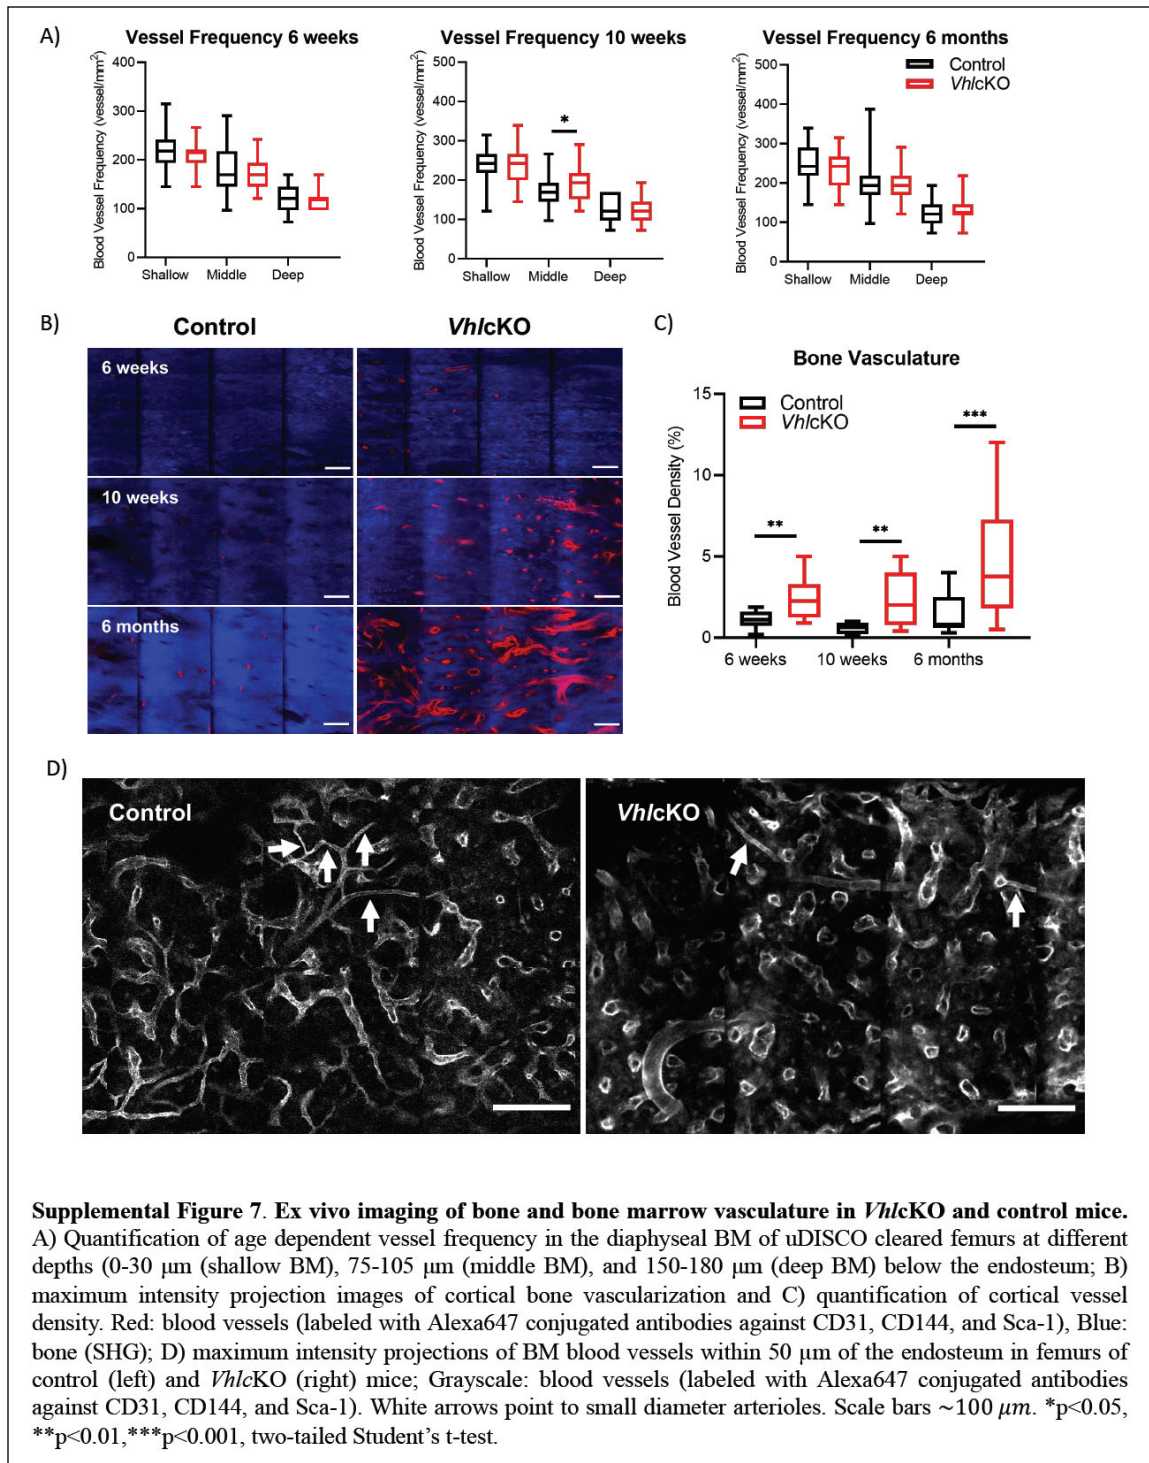 A)
Vessel Frequency 6 weeks
Blood Vessel Frequency (vessel/mm²)
400
300
200
100
0
Shallow Middle Deep
Vessel Frequency 10 weeks
Blood Vessel Frequency (vessel/mm²)
500
400
300
200
100
0
*
Shallow Middle Deep
Vessel Frequency 6 months
Control
VhlcKO
Blood Vessel Frequency (vessel/mm²)
500
400
300
200
100
0
Shallow Middle Deep
B)
Control VhlcKO
6 weeks
10 weeks
6 months
C)
Bone Vasculature
Control
VhlcKO
Blood Vessel Density (%)
15
10
5
0
** ** ***
6 weeks 10 weeks 6 months
D)
Control
VhlcKO
Supplemental Figure 7. Ex vivo imaging of bone and bone marrow vasculature in VhlcKO and control mice.
A) Quantification of age dependent vessel frequency in the diaphyseal BM of uDISCO cleared femurs at different
depths (0-30 μm (shallow BM), 75-105 μm (middle BM), and 150-180 μm (deep BM) below the endosteum; B)
maximum intensity projection images of cortical bone vascularization and C) quantification of cortical vessel
density. Red: blood vessels (labeled with Alexa647 conjugated antibodies against CD31, CD144, and Sca-1), Blue:
bone (SHG); D) maximum intensity projections of BM blood vessels within 50 μm of the endosteum in femurs of
control (left) and VhlcKO (right) mice; Grayscale: blood vessels (labeled with Alexa647 conjugated antibodies
against CD31, CD144, and Sca-1). White arrows point to small diameter arterioles. Scale bars ~100 μm. *p<0.05,
**p<0.01,***p<0.001, two-tailed Student’s t-test.